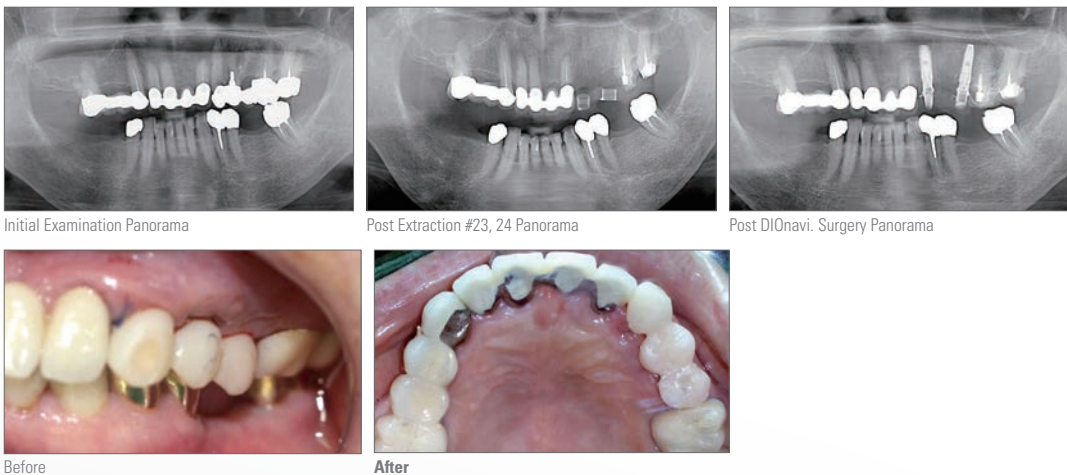 Initial Examination Panorama
Post Extraction #23, 24 Panorama
Post DIOnavi. Surgery Panorama
Before
After